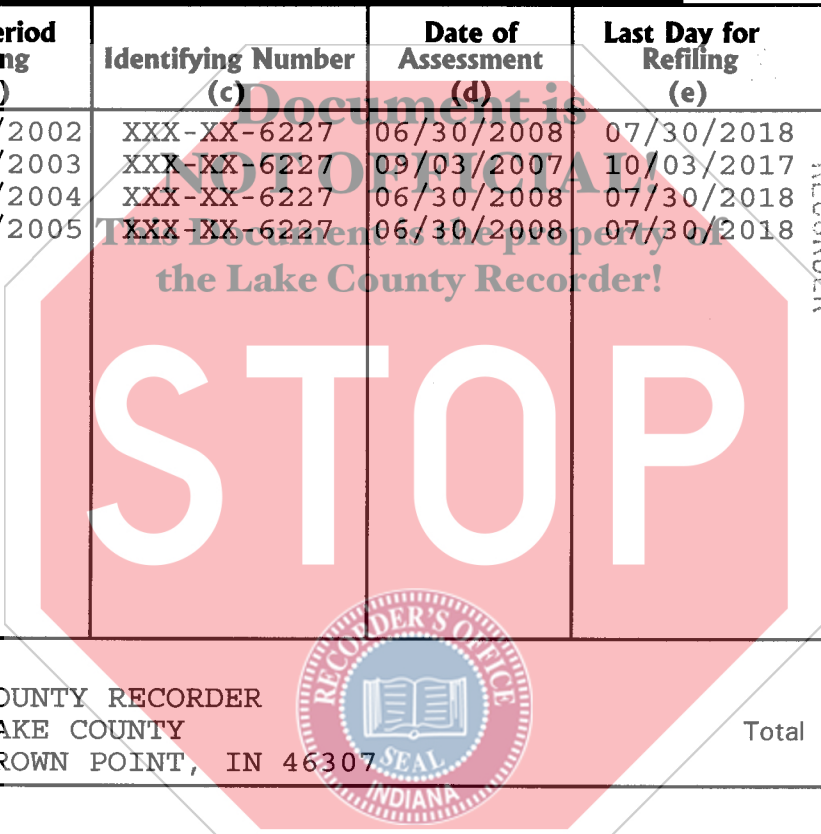 eriod
ng
)
Identifying Number
(c)
Date of
Assessment
(d)
Last Day for
Refiling
(e)
Document is
NOT OFFICIAL!
This Document is the property of
the Lake County Recorder!
/2002 XXX-XX-6227 06/30/2008 07/30/2018
/2003 XXX-XX-6227 09/03/2007 10/03/2017
/2004 XXX-XX-6227 06/30/2008 07/30/2018
/2005 XXX-XX-6227 06/30/2008 07/30/2018
RECORDER
STOP
OUNTY RECORDER
AKE COUNTY
ROWN POINT, IN 46307
Total
RECORDER'S OFFICE
SEAL
INDIANA